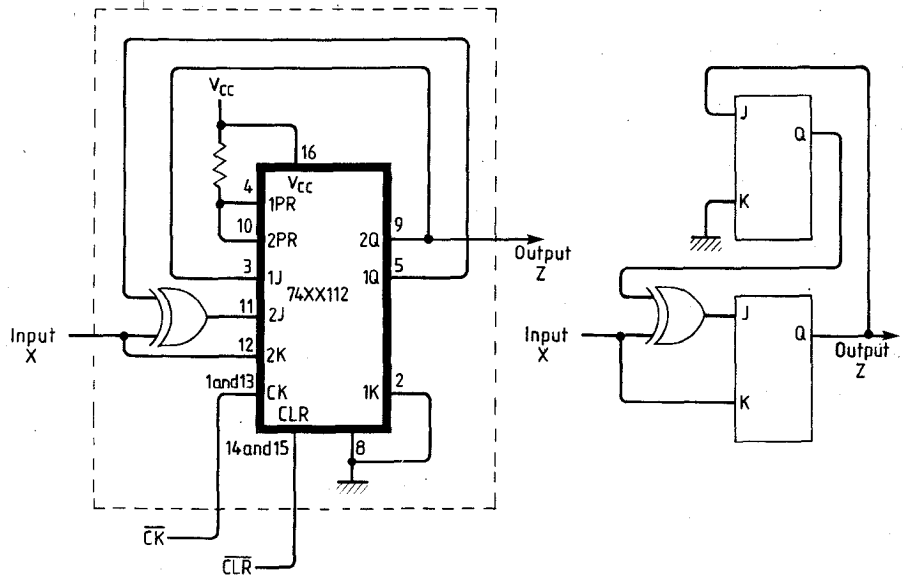 V_CC
16
V_CC
4
1PR
10
2PR
9
2Q
3
1J
5
1Q
74XX112
11
2J
12
2K
1and13
CK
2
1K
CLR
14and15
8
Input
X
Output
Z
C̅K̅
C̅L̅R̅
J
Q
K
Input
X
J
Q
K
Output
Z